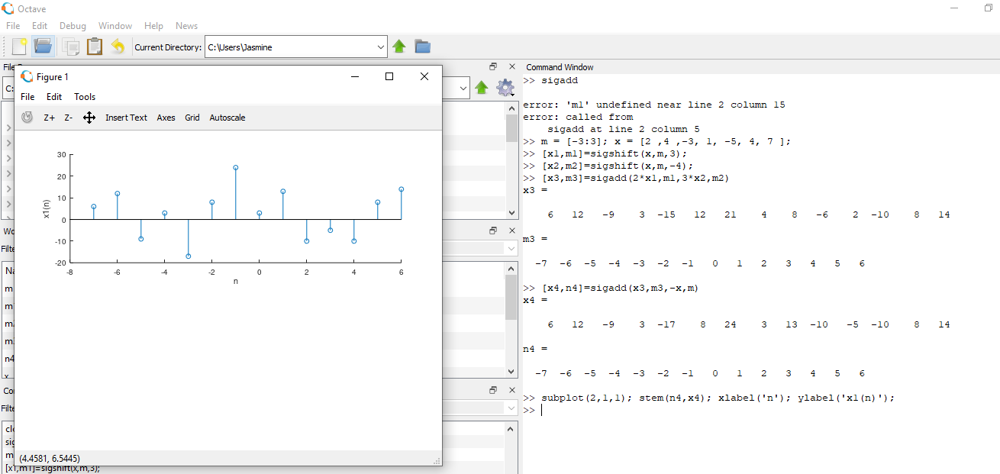 Octave
File Edit Debug Window Help News
Current Directory: C:\Users\Jasmine
File
C:
Wo
Filte
Na
m
m
m
m
n4
x
Co
Filte
clo
sig
m
[x1,m1]=sigshift(x,m,3);
Figure 1
File Edit Tools
Z+ Z- Insert Text Axes Grid Autoscale
30
20
10
0
-10
-20
x1(n)
-8 -6 -4 -2 0 2 4 6
n
(4.4581, 6.5445)
Command Window
>> sigadd
error: 'm1' undefined near line 2 column 15
error: called from
sigadd at line 2 column 5
>> m = [-3:3]; x = [2 ,4 ,-3, 1, -5, 4, 7 ];
>> [x1,m1]=sigshift(x,m,3);
>> [x2,m2]=sigshift(x,m,-4);
>> [x3,m3]=sigadd(2*x1,m1,3*x2,m2)
x3 =
6 12 -9 3 -15 12 21 4 8 -6 2 -10 8 14
m3 =
-7 -6 -5 -4 -3 -2 -1 0 1 2 3 4 5 6
>> [x4,n4]=sigadd(x3,m3,-x,m)
x4 =
6 12 -9 3 -17 8 24 3 13 -10 -5 -10 8 14
n4 =
-7 -6 -5 -4 -3 -2 -1 0 1 2 3 4 5 6
>> subplot(2,1,1); stem(n4,x4); xlabel('n'); ylabel('x1(n)');
>>